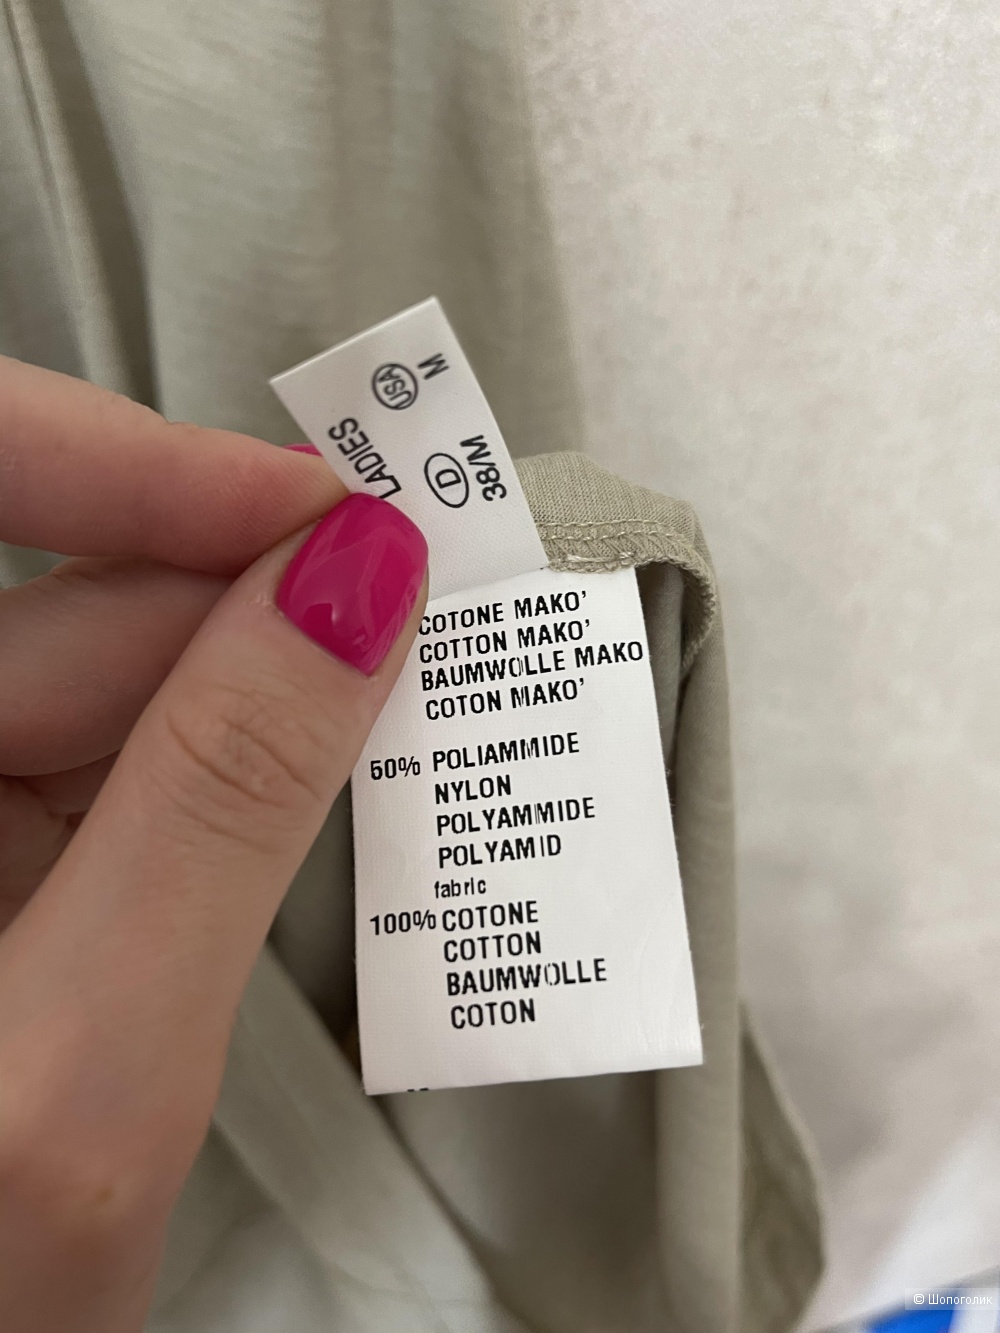 LADIES
USA M
D 38/M
COTONE MAKO'
COTTON MAKO'
BAUMWOLLE MAKO
COTON MAKO'
50% POLIAMMIDE
NYLON
POLYAMMIDE
POLYAMID
fabric
100% COTONE
COTTON
BAUMWOLLE
COTON
© Шопоголик